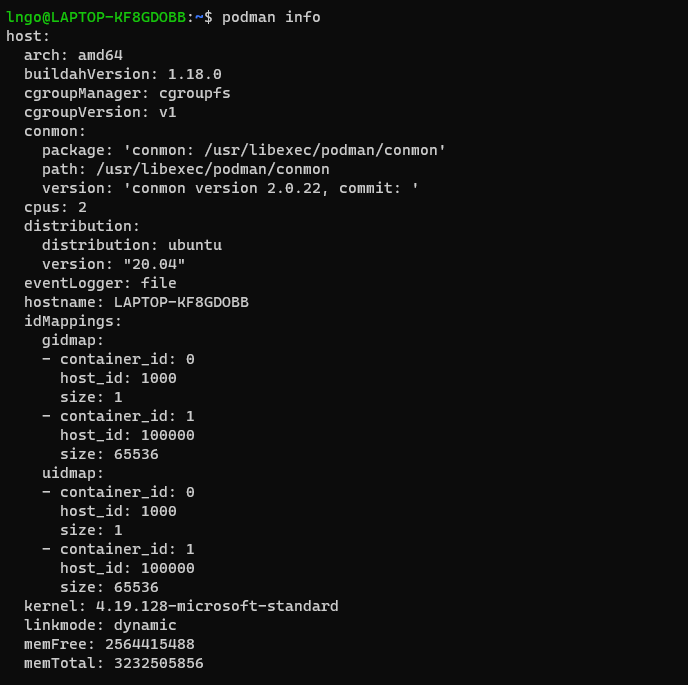 lngo@LAPTOP-KF8GDOBB:~$ podman info
host:
  arch: amd64
  buildahVersion: 1.18.0
  cgroupManager: cgroupfs
  cgroupVersion: v1
  conmon:
    package: 'conmon: /usr/libexec/podman/conmon'
    path: /usr/libexec/podman/conmon
    version: 'conmon version 2.0.22, commit: '
  cpus: 2
  distribution:
    distribution: ubuntu
    version: "20.04"
  eventLogger: file
  hostname: LAPTOP-KF8GDOBB
  idMappings:
    gidmap:
    - container_id: 0
      host_id: 1000
      size: 1
    - container_id: 1
      host_id: 100000
      size: 65536
    uidmap:
    - container_id: 0
      host_id: 1000
      size: 1
    - container_id: 1
      host_id: 100000
      size: 65536
  kernel: 4.19.128-microsoft-standard
  linkmode: dynamic
  memFree: 2564415488
  memTotal: 3232505856